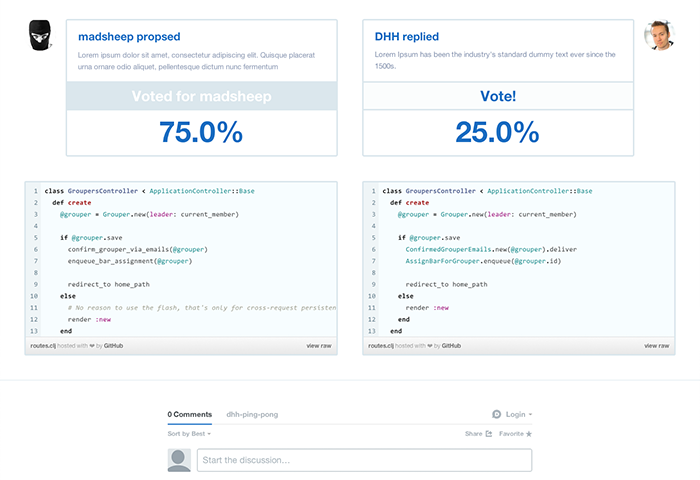 madsheep propsed
Lorem ipsum dolor sit amet, consectetur adipiscing elit. Quisque placerat
urna ornare odio aliquet, pellentesque dictum nunc fermentum
Voted for madsheep
75.0%
DHH replied
Lorem Ipsum has been the industry's standard dummy text ever since the
1500s.
Vote!
25.0%
1 class GroupersController < ApplicationController::Base
2 def create
3 @grouper = Grouper.new(leader: current_member)
4
5 if @grouper.save
6 confirm_grouper_via_emails(@grouper)
7 enqueue_bar_assignment(@grouper)
8
9 redirect_to home_path
10 else
11 # No reason to use the flash, that's only for cross-request persisten
12 render :new
13 end
routes.clj hosted with ❤ by GitHub
view raw
1 class GroupersController < ApplicationController::Base
2 def create
3 @grouper = Grouper.new(leader: current_member)
4
5 if @grouper.save
6 ConfirmedGrouperEmails.new(@grouper).deliver
7 AssignBarForGrouper.enqueue(@grouper.id)
8
9 redirect_to home_path
10 else
11 render :new
12 end
13 end
routes.clj hosted with ❤ by GitHub
view raw
0 Comments
dhh-ping-pong
Login
Sort by Best
Share
Favorite ★
Start the discussion…